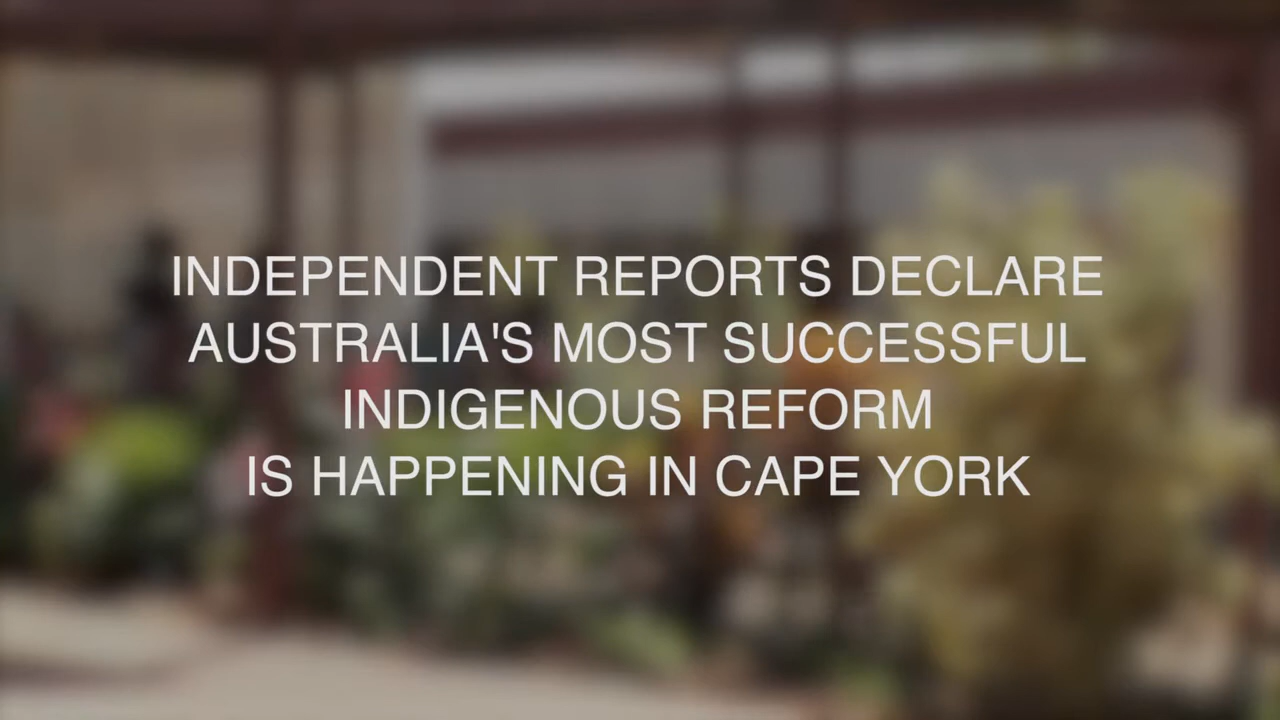 INDEPENDENT REPORTS DECLARE
AUSTRALIA'S MOST SUCCESSFUL
INDIGENOUS REFORM
IS HAPPENING IN CAPE YORK